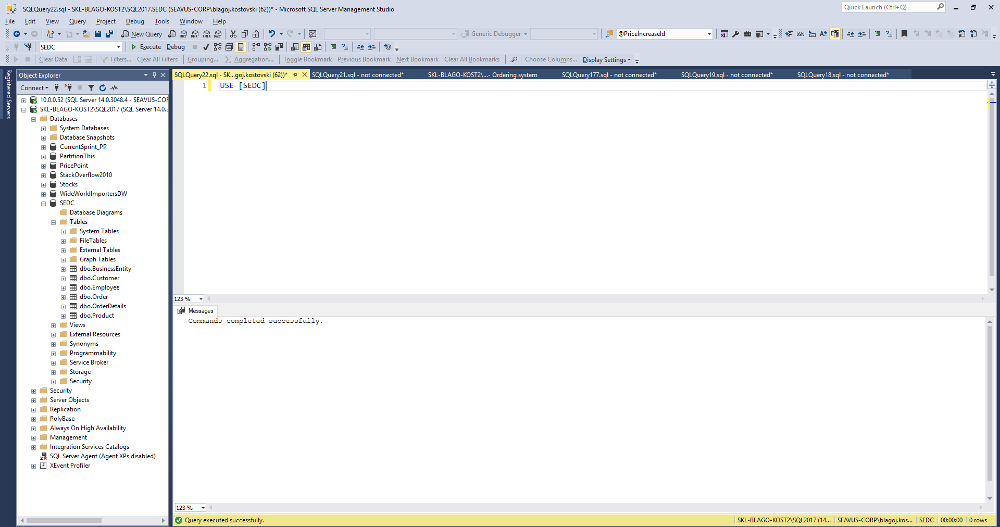 SQLQuery22.sql - SKL-BLAGO-KOST2\SQL2017.SEDC (SEAVUS-CORP\blagoj.kostovski (62))* - Microsoft SQL Server Management Studio
Quick Launch (Ctrl+Q)
File Edit View Query Project Debug Tools Window Help
New Query MDX DMX XMLA DAX Generic Debugger @PriceIncreaseId
SEDC Execute Debug
Clear Data Filters... Clear All Filters Grouping... Aggregation... Toggle Bookmark Previous Bookmark Next Bookmark Clear All Bookmarks Choose Columns... Display Settings
Registered Servers
Object Explorer
Connect
10.0.0.52 (SQL Server 14.0.3048.4 - SEAVUS-COR
SKL-BLAGO-KOST2\SQL2017 (SQL Server 14.0.3
Databases
System Databases
Database Snapshots
CurrentSprint_PP
PartitionThis
PricePoint
StackOverflow2010
Stocks
WideWorldImportersDW
SEDC
Database Diagrams
Tables
System Tables
FileTables
External Tables
Graph Tables
dbo.BusinessEntity
dbo.Customer
dbo.Employee
dbo.Order
dbo.OrderDetails
dbo.Product
Views
External Resources
Synonyms
Programmability
Service Broker
Storage
Security
Security
Server Objects
Replication
PolyBase
Always On High Availability
Management
Integration Services Catalogs
SQL Server Agent (Agent XPs disabled)
XEvent Profiler
SQLQuery22.sql - SK...goj.kostovski (62))* SQLQuery21.sql - not connected* SKL-BLAGO-KOST2\...- Ordering system SQLQuery177.sql - not connected* SQLQuery19.sql - not connected* SQLQuery18.sql - not connected*
1 USE [SEDC]
123 %
Messages
Commands completed successfully.
123 %
Query executed successfully. SKL-BLAGO-KOST2\SQL2017 (14... SEAVUS-CORP\blagoj.kos... SEDC 00:00:00 0 rows